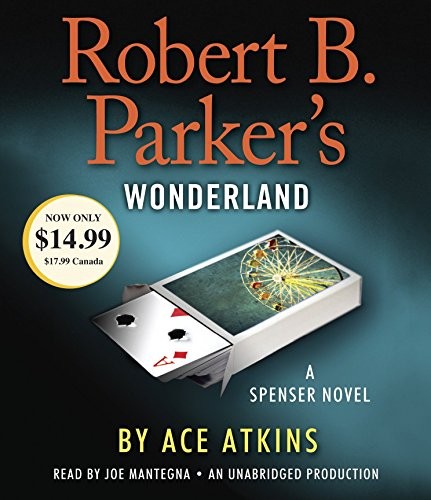 Robert B.
Parker's
WONDERLAND
NOW ONLY
$14.99
$17.99 Canada
A
A
SPENSER NOVEL
BY ACE ATKINS
READ BY JOE MANTEGNA • AN UNABRIDGED PRODUCTION